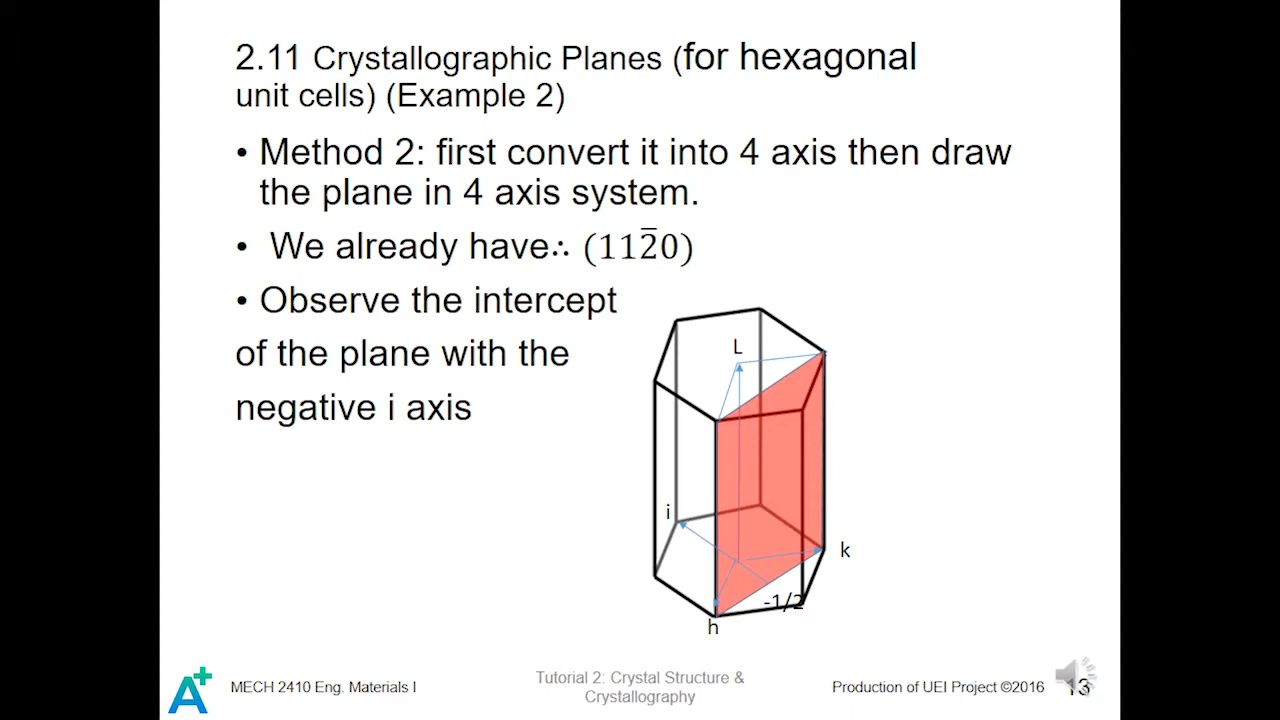 2.11 Crystallographic Planes (for hexagonal
unit cells) (Example 2)
• Method 2: first convert it into 4 axis then draw
the plane in 4 axis system.
• We already have∴ (112̅0)
• Observe the intercept
of the plane with the
negative i axis
L
i
k
-1/2
h
A+
MECH 2410 Eng. Materials I
Tutorial 2: Crystal Structure &
Crystallography
Production of UEI Project ©2016
13